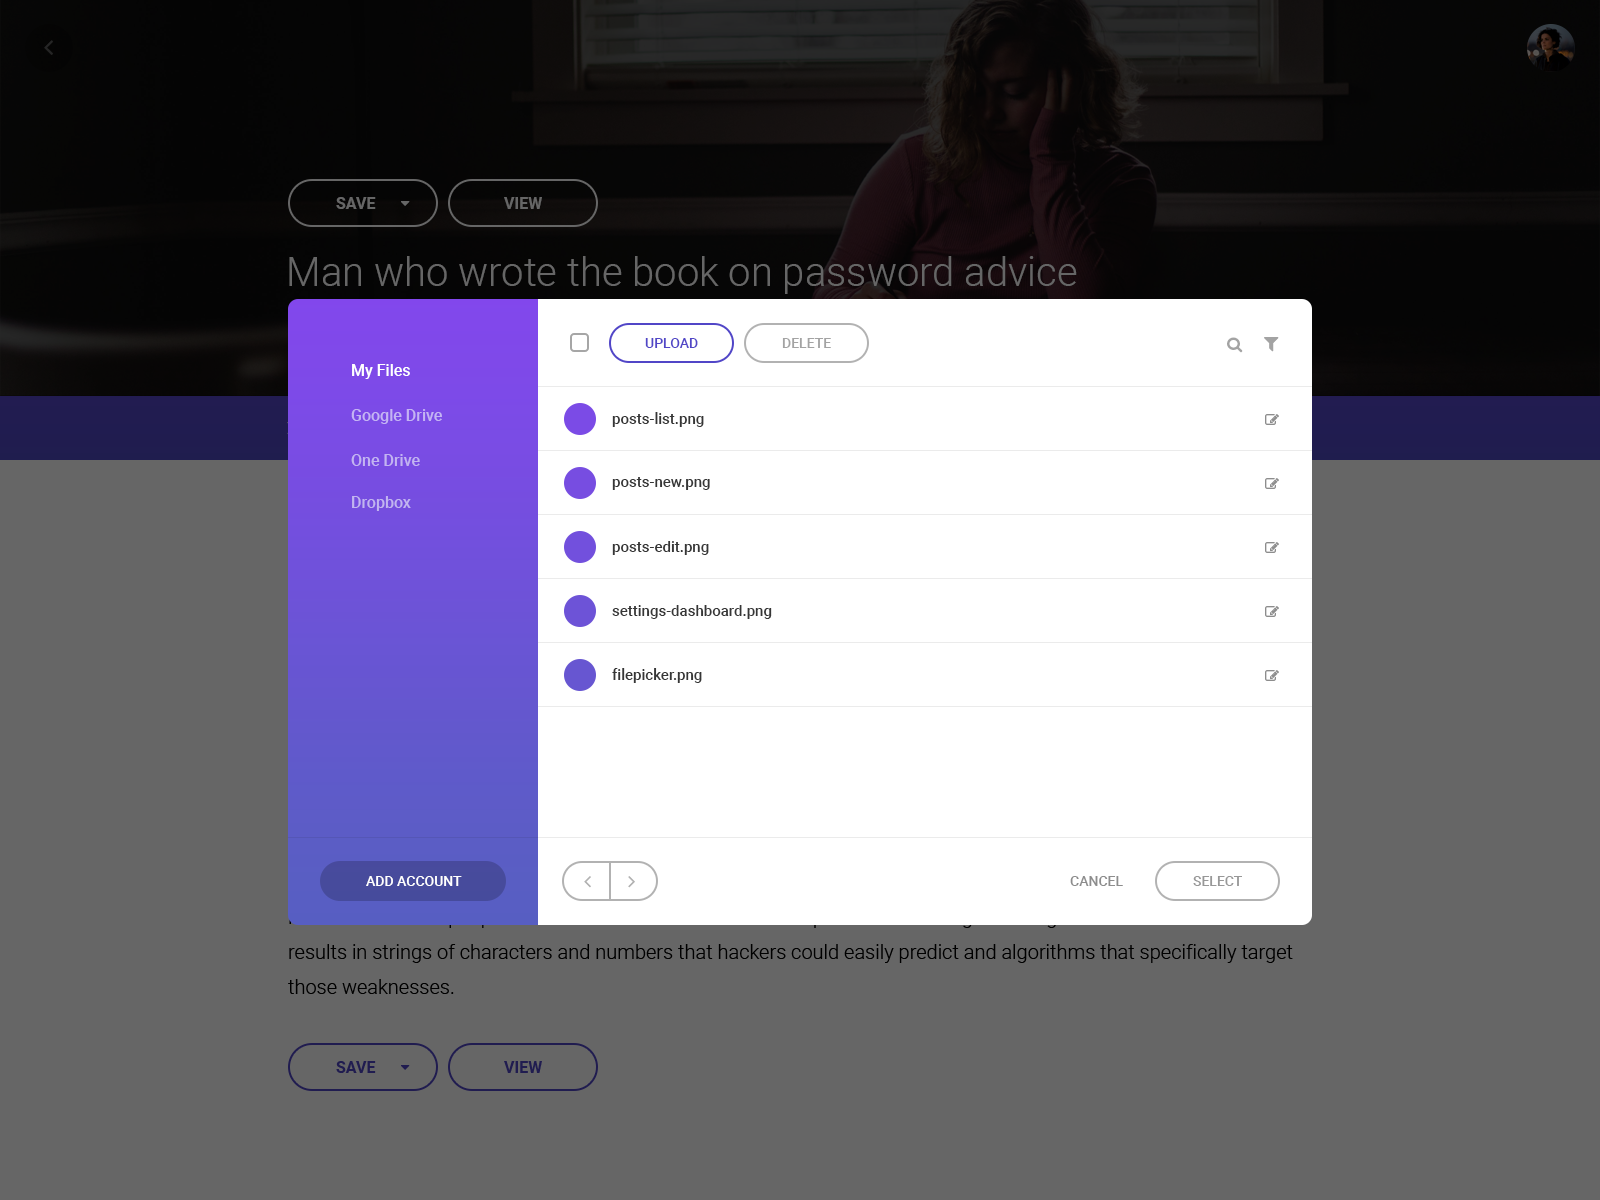 SAVE
VIEW
Man who wrote the book on password advice
My Files
Google Drive
One Drive
Dropbox
ADD ACCOUNT
UPLOAD
DELETE
posts-list.png
posts-new.png
posts-edit.png
settings-dashboard.png
filepicker.png
CANCEL
SELECT
results in strings of characters and numbers that hackers could easily predict and algorithms that specifically target
those weaknesses.
SAVE
VIEW